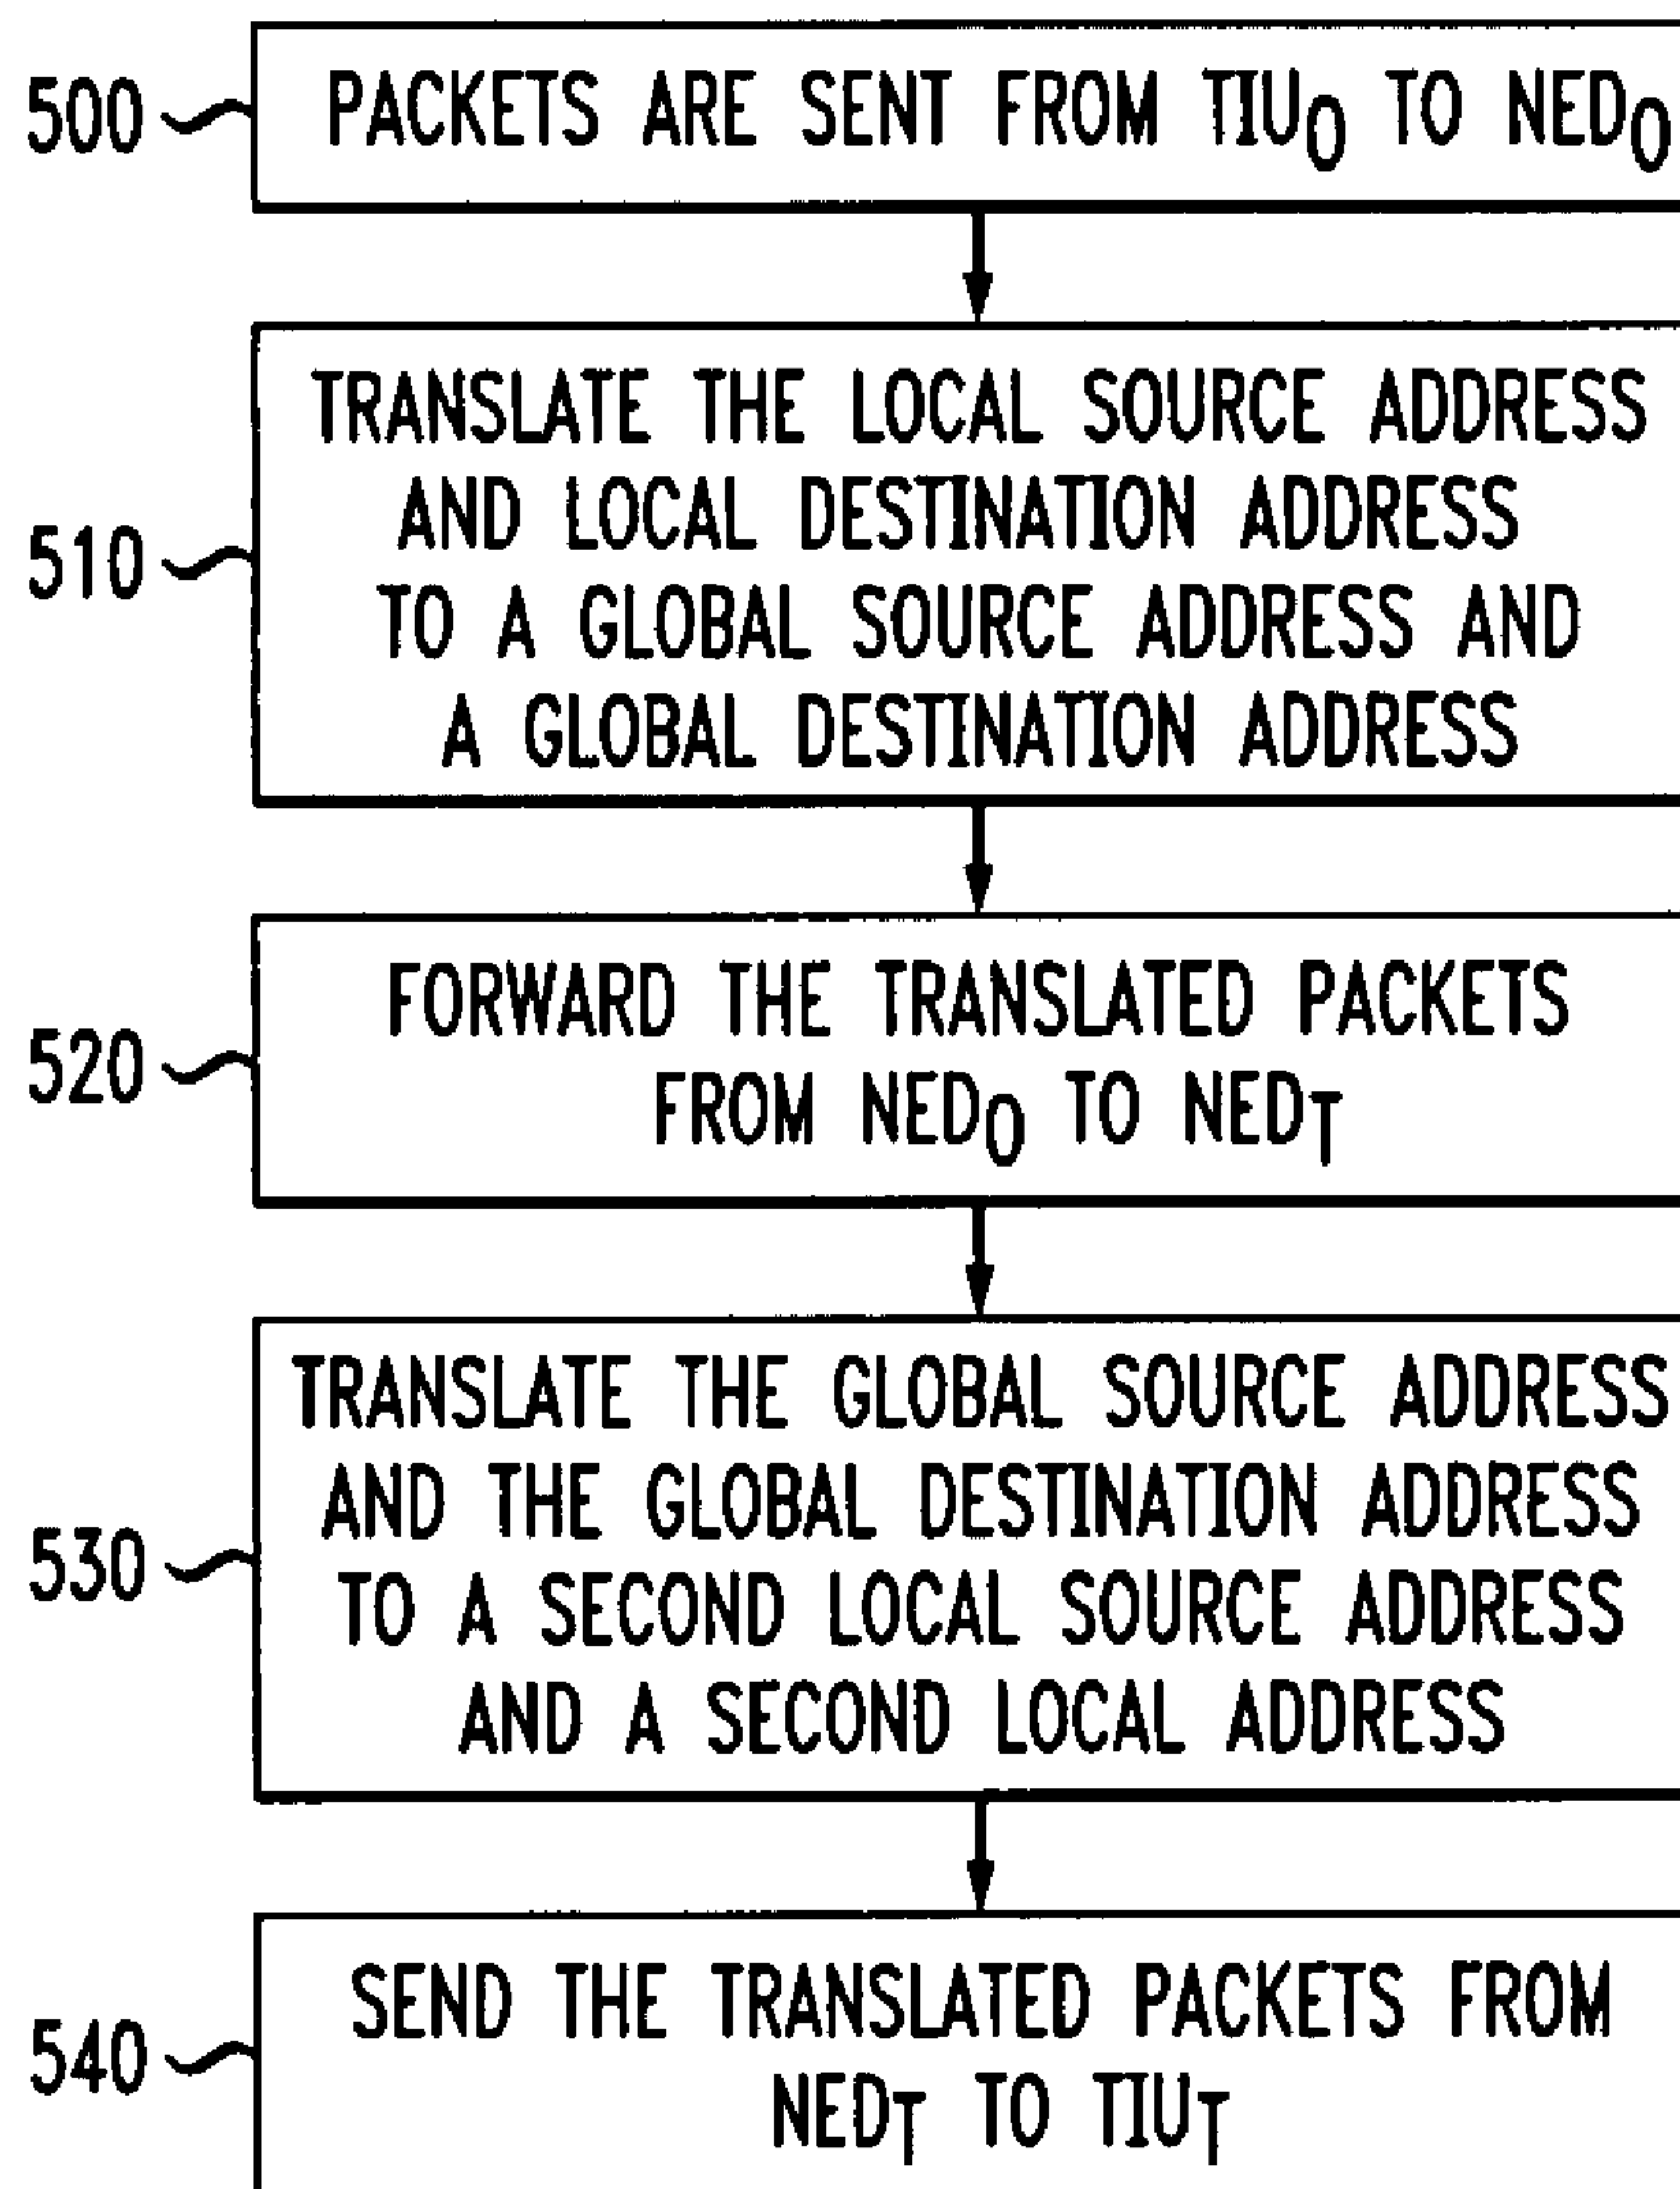 500 PACKETS ARE SENT FROM TIU₀ TO NED₀
TRANSLATE THE LOCAL SOURCE ADDRESS
AND LOCAL DESTINATION ADDRESS
510
TO A GLOBAL SOURCE ADDRESS AND
A GLOBAL DESTINATION ADDRESS
FORWARD THE TRANSLATED PACKETS
520
FROM NED₀ TO NEDT
TRANSLATE THE GLOBAL SOURCE ADDRESS
AND THE GLOBAL DESTINATION ADDRESS
530
TO A SECOND LOCAL SOURCE ADDRESS
AND A SECOND LOCAL ADDRESS
SEND THE TRANSLATED PACKETS FROM
540
NEDT TO TIUT